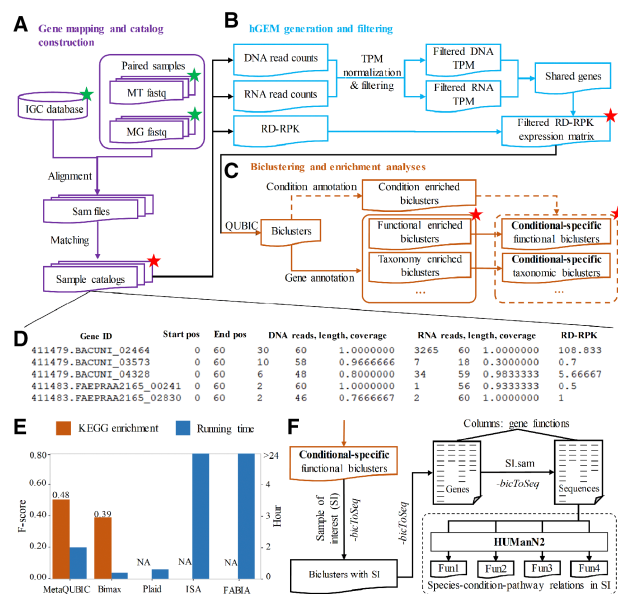 A Gene mapping and catalog
construction
Paired samples
MT fastq
IGC database
MG fastq
Alignment
Sam files
Matching
Sample catalogs
B hGEM generation and filtering
DNA read counts
RNA read counts
RD-RPK
TPM
normalization
& filtering
Filtered DNA
TPM
Filtered RNA
TPM
Shared genes
Filtered RD-RPK
expression matrix
C Biclustering and enrichment analyses
Condition annotation
Condition enriched
biclusters
QUBIC
Biclusters
Functional enriched
biclusters
Taxonomy enriched
biclusters
...
Gene annotation
Conditional-specific
functional biclusters
Conditional-specific
taxonomic biclusters
...
D Gene ID Start pos End pos DNA reads, length, coverage RNA reads, length, coverage RD-RPK
411479.BACUNI_02464 0 60 30 60 1.0000000 3265 60 1.0000000 108.833
411479.BACUNI_03573 0 60 10 58 0.9666666 7 18 0.3000000 0.7
411479.BACUNI_04328 0 60 6 48 0.8000000 34 59 0.9833333 5.66667
411483.FAEPRAA2165_00241 0 60 2 60 1.0000000 1 56 0.9333333 0.5
411483.FAEPRAA2165_02830 0 60 2 46 0.7666667 2 60 1.0000000 1
E KEGG enrichment Running time
F-score
0.80
0.60
0.40
0.20
0.00
0.48
0.39
NA
NA
NA
>24
4
3
2
0
Hour
MetaQUBIC Bimax Plaid ISA FABIA
F
Conditional-specific
functional biclusters
Sample of
interest (SI)
-bicToSeq
Biclusters with SI
-bicToSeq
Columns: gene functions
Genes
SI.sam
-bicToSeq
Sequences
HUMAnN2
Fun1 Fun2 Fun3 Fun4
Species-condition-pathway relations in SI